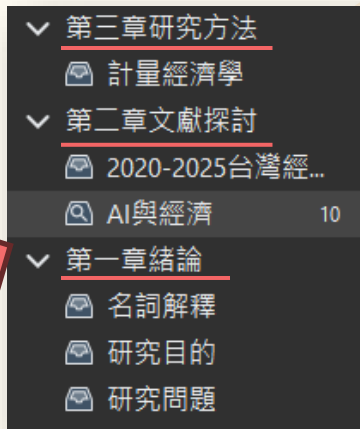 第三章研究方法
計量經濟學
第二章文獻探討
2020-2025台灣經...
AI與經濟 10
第一章緒論
名詞解釋
研究目的
研究問題